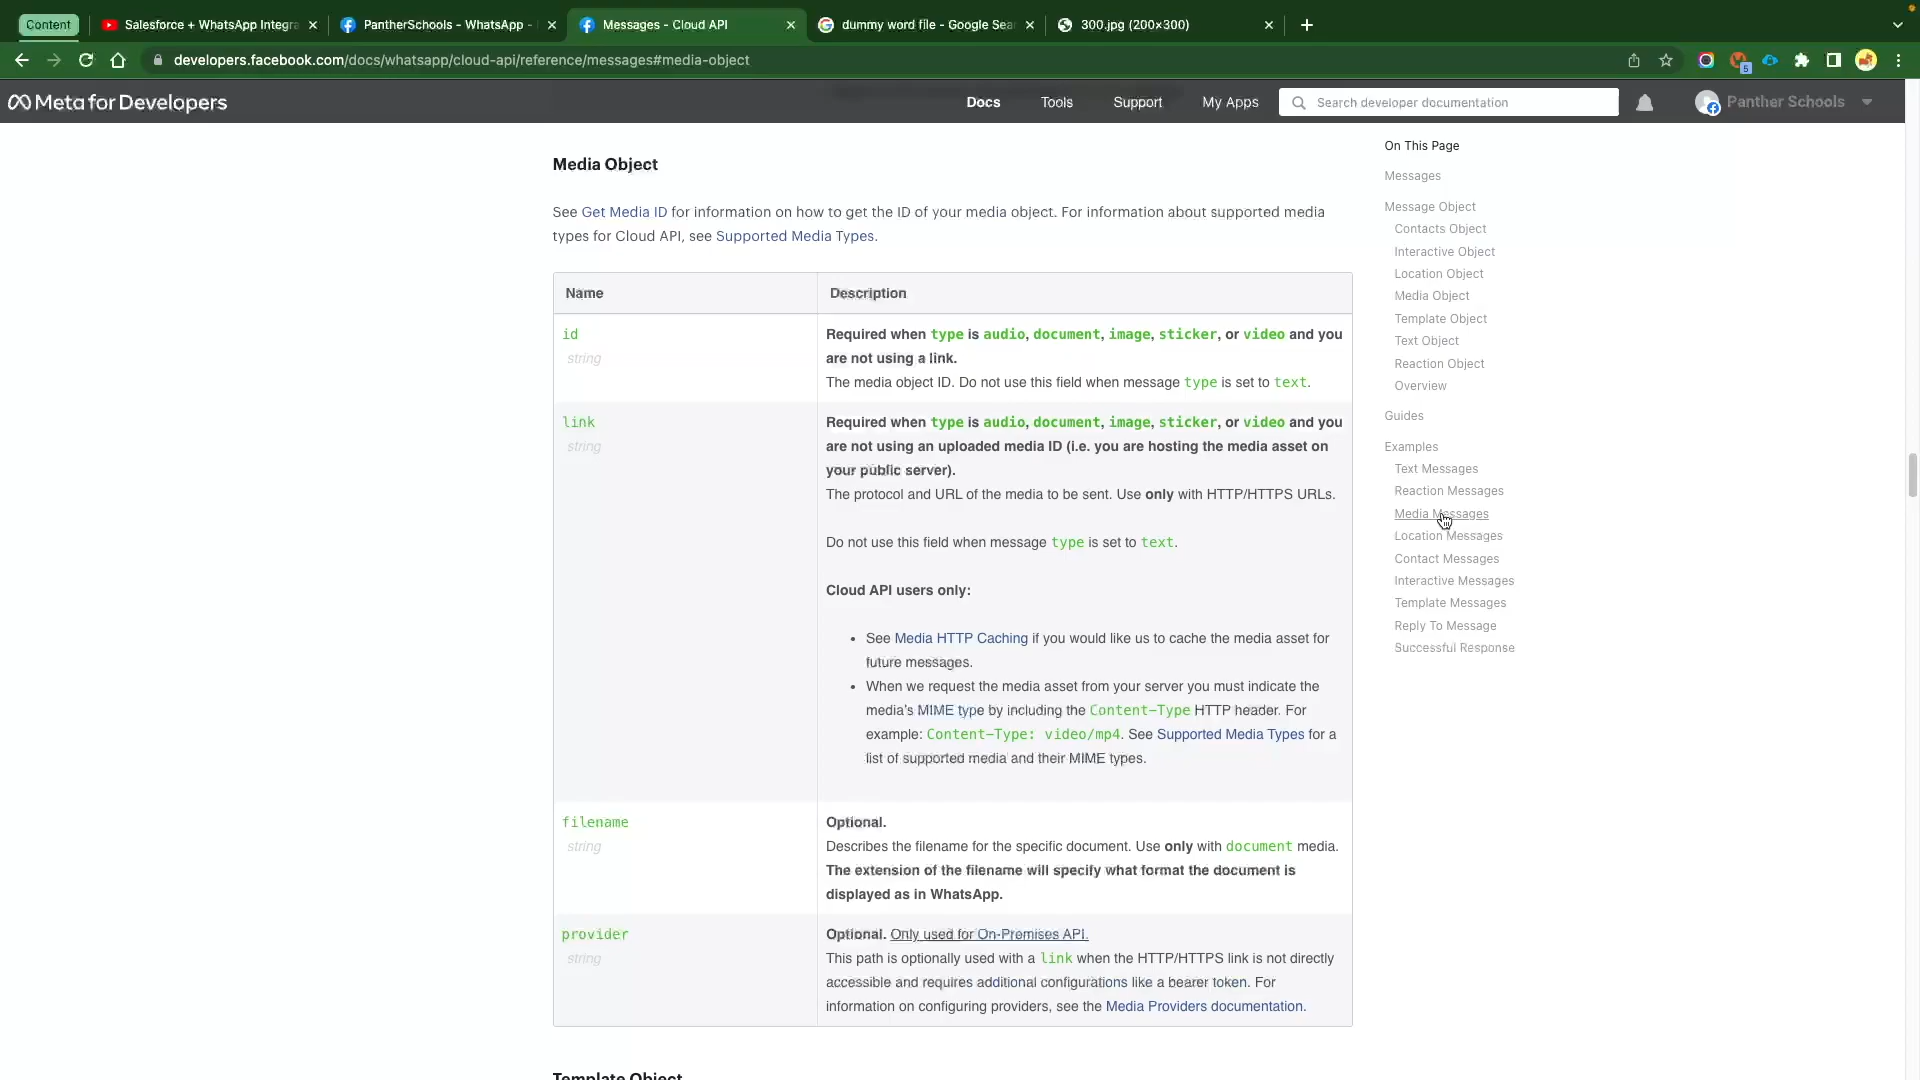 Content
Salesforce + WhatsApp Integra
PantherSchools - WhatsApp -
Messages - Cloud API
dummy word file - Google Sea
300.jpg (200×300)
developers.facebook.com/docs/whatsapp/cloud-api/reference/messages#media-object
5
Meta for Developers
Docs
Tools
Support
My Apps
Search developer documentation
Panther Schools
Media Object
See Get Media ID for information on how to get the ID of your media object. For information about supported media
types for Cloud API, see Supported Media Types.
Name
Description
id
string
Required when type is audio, document, image, sticker, or video and you
are not using a link.
The media object ID. Do not use this field when message type is set to text.
link
string
Required when type is audio, document, image, sticker, or video and you
are not using an uploaded media ID (i.e. you are hosting the media asset on
your public server).
The protocol and URL of the media to be sent. Use only with HTTP/HTTPS URLs.
Do not use this field when message type is set to text.
Cloud API users only:
• See Media HTTP Caching if you would like us to cache the media asset for
future messages.
• When we request the media asset from your server you must indicate the
media's MIME type by including the Content-Type HTTP header. For
example: Content-Type: video/mp4. See Supported Media Types for a
list of supported media and their MIME types.
filename
string
Optional.
Describes the filename for the specific document. Use only with document media.
The extension of the filename will specify what format the document is
displayed as in WhatsApp.
provider
string
Optional. Only used for On-Premises API.
This path is optionally used with a link when the HTTP/HTTPS link is not directly
accessible and requires additional configurations like a bearer token. For
information on configuring providers, see the Media Providers documentation.
Template Object
On This Page
Messages
Message Object
Contacts Object
Interactive Object
Location Object
Media Object
Template Object
Text Object
Reaction Object
Overview
Guides
Examples
Text Messages
Reaction Messages
Media Messages
Location Messages
Contact Messages
Interactive Messages
Template Messages
Reply To Message
Successful Response